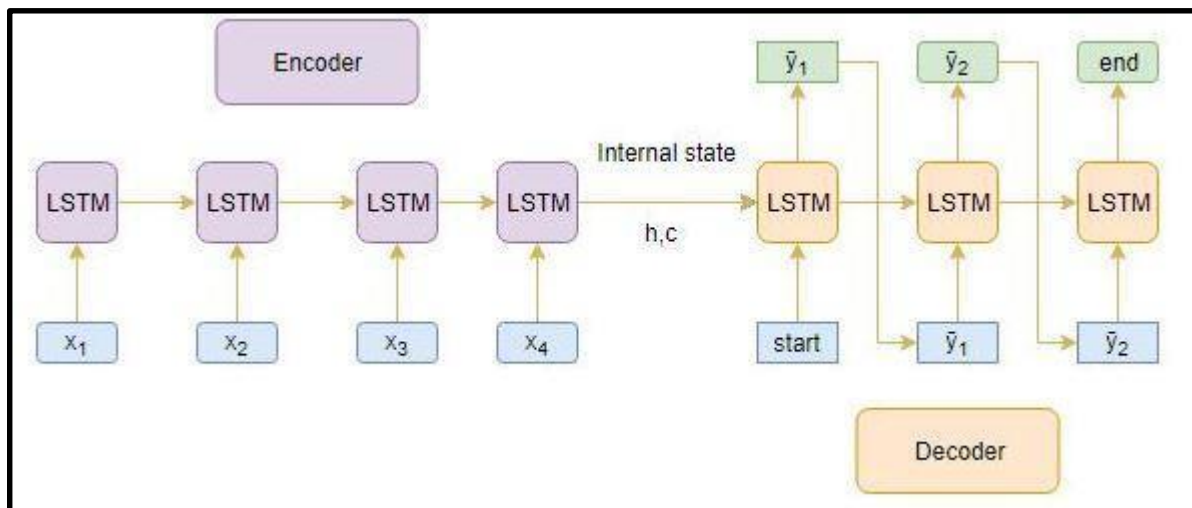 Encoder
ȳ₁ ȳ₂ end
Internal state
LSTM LSTM LSTM LSTM LSTM LSTM LSTM
h,c
x₁ x₂ x₃ x₄ start ȳ₁ ȳ₂
Decoder